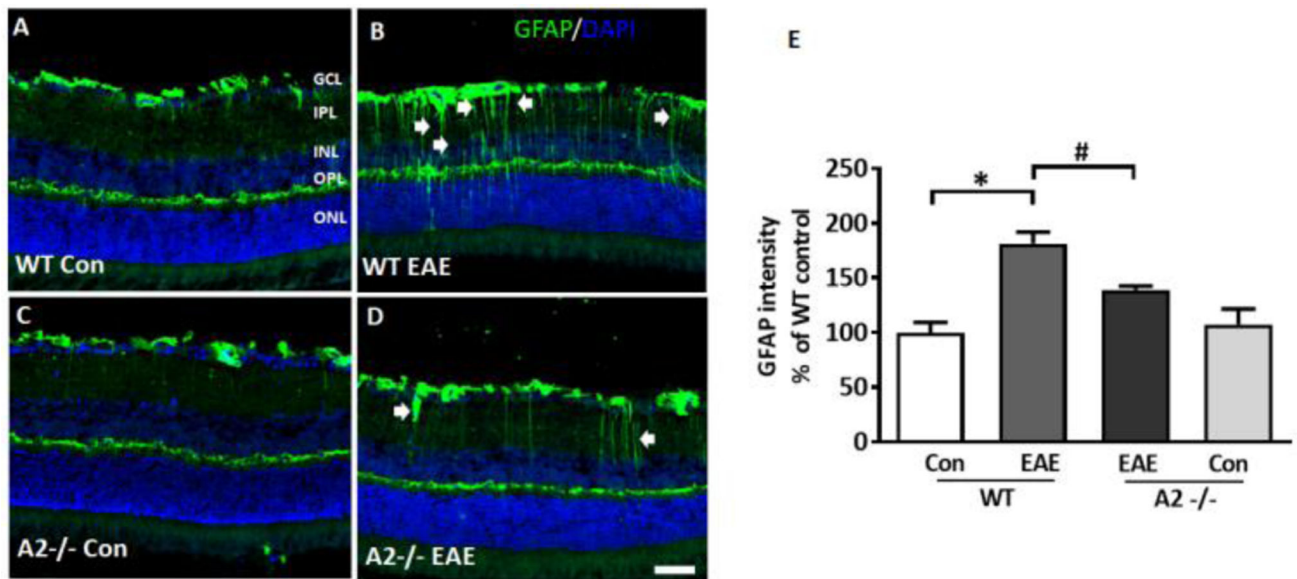 A
GCL
IPL
INL
OPL
ONL
WT Con
B
GFAP/DAPI
WT EAE
C
A2-/- Con
D
A2-/- EAE
E
GFAP intensity
% of WT control
250
200
150
100
50
0
*
#
Con EAE EAE Con
WT A2 -/-